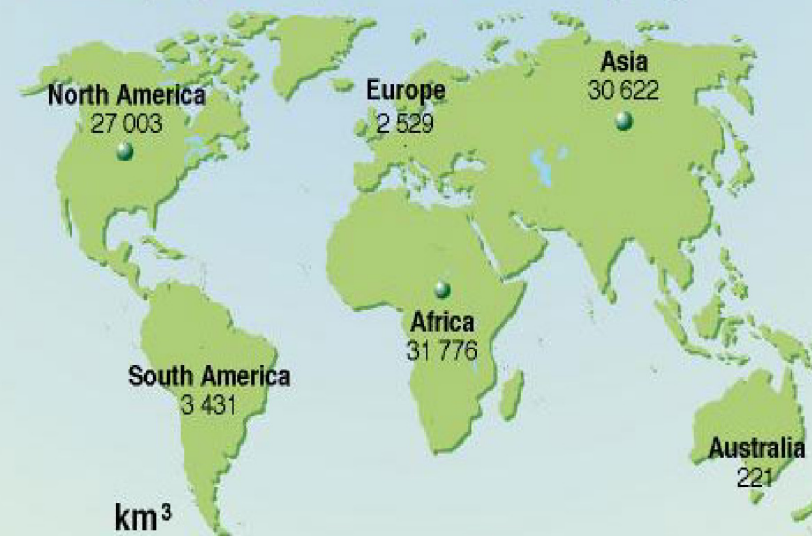 North America
27 003
Europe
2 529
Asia
30 622
Africa
31 776
South America
3 431
Australia
221
km³